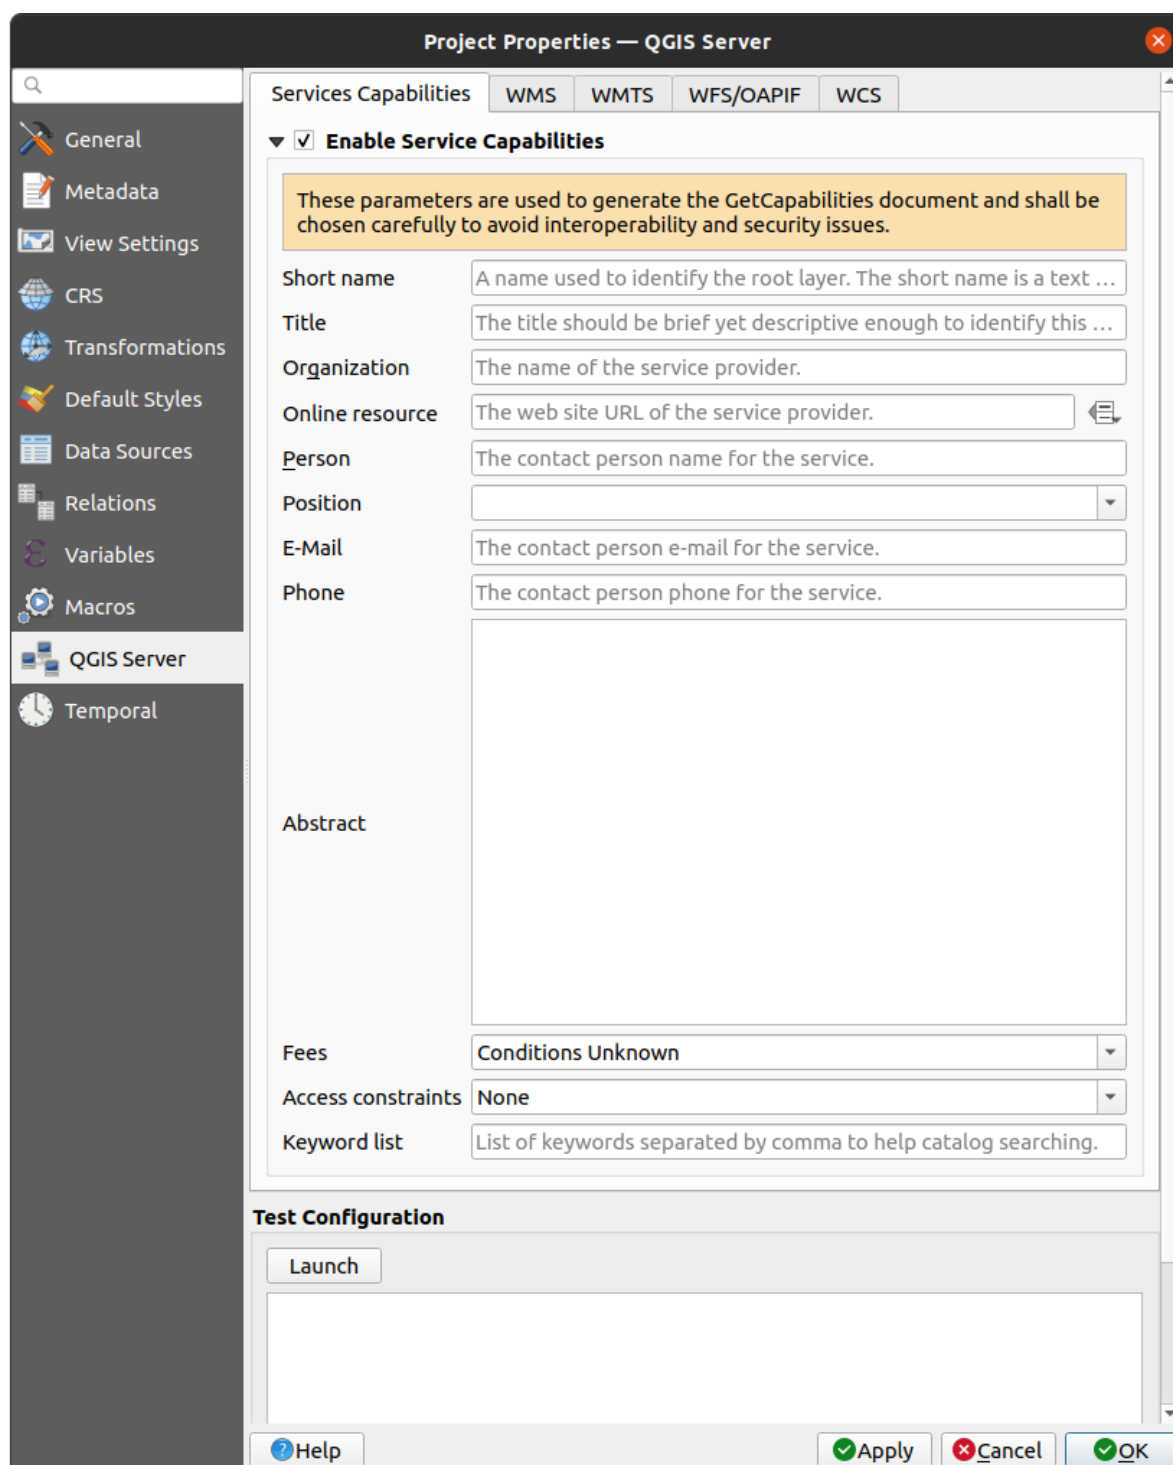 Project Properties — QGIS Server
General
Metadata
View Settings
CRS
Transformations
Default Styles
Data Sources
Relations
Variables
Macros
QGIS Server
Temporal
Services Capabilities
WMS
WMTS
WFS/OAPIF
WCS
Enable Service Capabilities
These parameters are used to generate the GetCapabilities document and shall be
chosen carefully to avoid interoperability and security issues.
Short name
A name used to identify the root layer. The short name is a text ...
Title
The title should be brief yet descriptive enough to identify this ...
Organization
The name of the service provider.
Online resource
The web site URL of the service provider.
Person
The contact person name for the service.
Position
E-Mail
The contact person e-mail for the service.
Phone
The contact person phone for the service.
Abstract
Fees
Conditions Unknown
Access constraints
None
Keyword list
List of keywords separated by comma to help catalog searching.
Test Configuration
Launch
Help
Apply
Cancel
OK